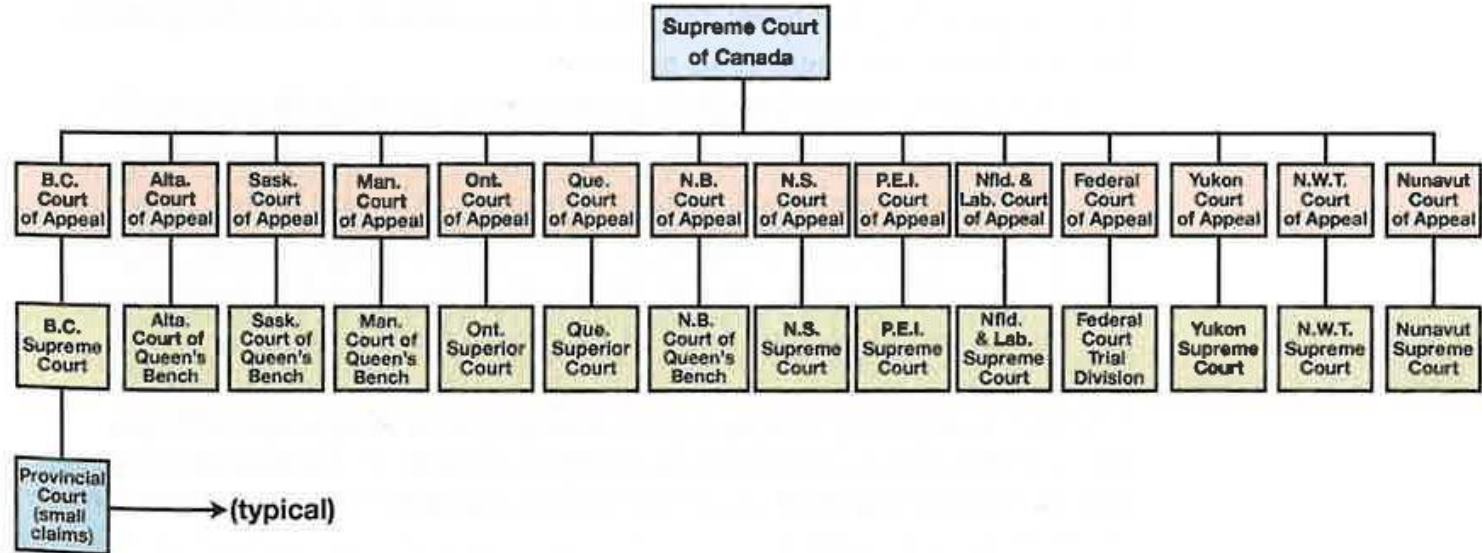 Supreme Court
of Canada
B.C.
Court
of Appeal
Alta.
Court
of Appeal
Sask.
Court
of Appeal
Man.
Court
of Appeal
Ont.
Court
of Appeal
Que.
Court
of Appeal
N.B.
Court
of Appeal
N.S.
Court
of Appeal
P.E.I.
Court
of Appeal
Nfld. &
Lab. Court
of Appeal
Federal
Court
of Appeal
Yukon
Court
of Appeal
N.W.T.
Court
of Appeal
Nunavut
Court
of Appeal
B.C.
Supreme
Court
Alta.
Court of
Queen's
Bench
Sask.
Court of
Queen's
Bench
Man.
Court of
Queen's
Bench
Ont.
Superior
Court
Que.
Superior
Court
N.B.
Court of
Queen's
Bench
N.S.
Supreme
Court
P.E.I.
Supreme
Court
Nfld.
& Lab.
Supreme
Court
Federal
Court
Trial
Division
Yukon
Supreme
Court
N.W.T.
Supreme
Court
Nunavut
Supreme
Court
Provincial
Court
(small
claims)
(typical)